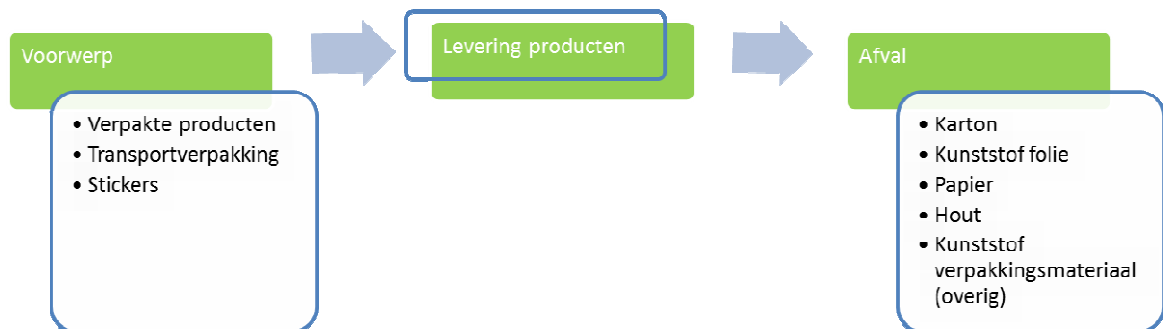 Voorwerp
• Verpakte producten
• Transportverpakking
• Stickers
Levering producten
Afval
• Karton
• Kunststof folie
• Papier
• Hout
• Kunststof
verpakkingsmateriaal
(overig)